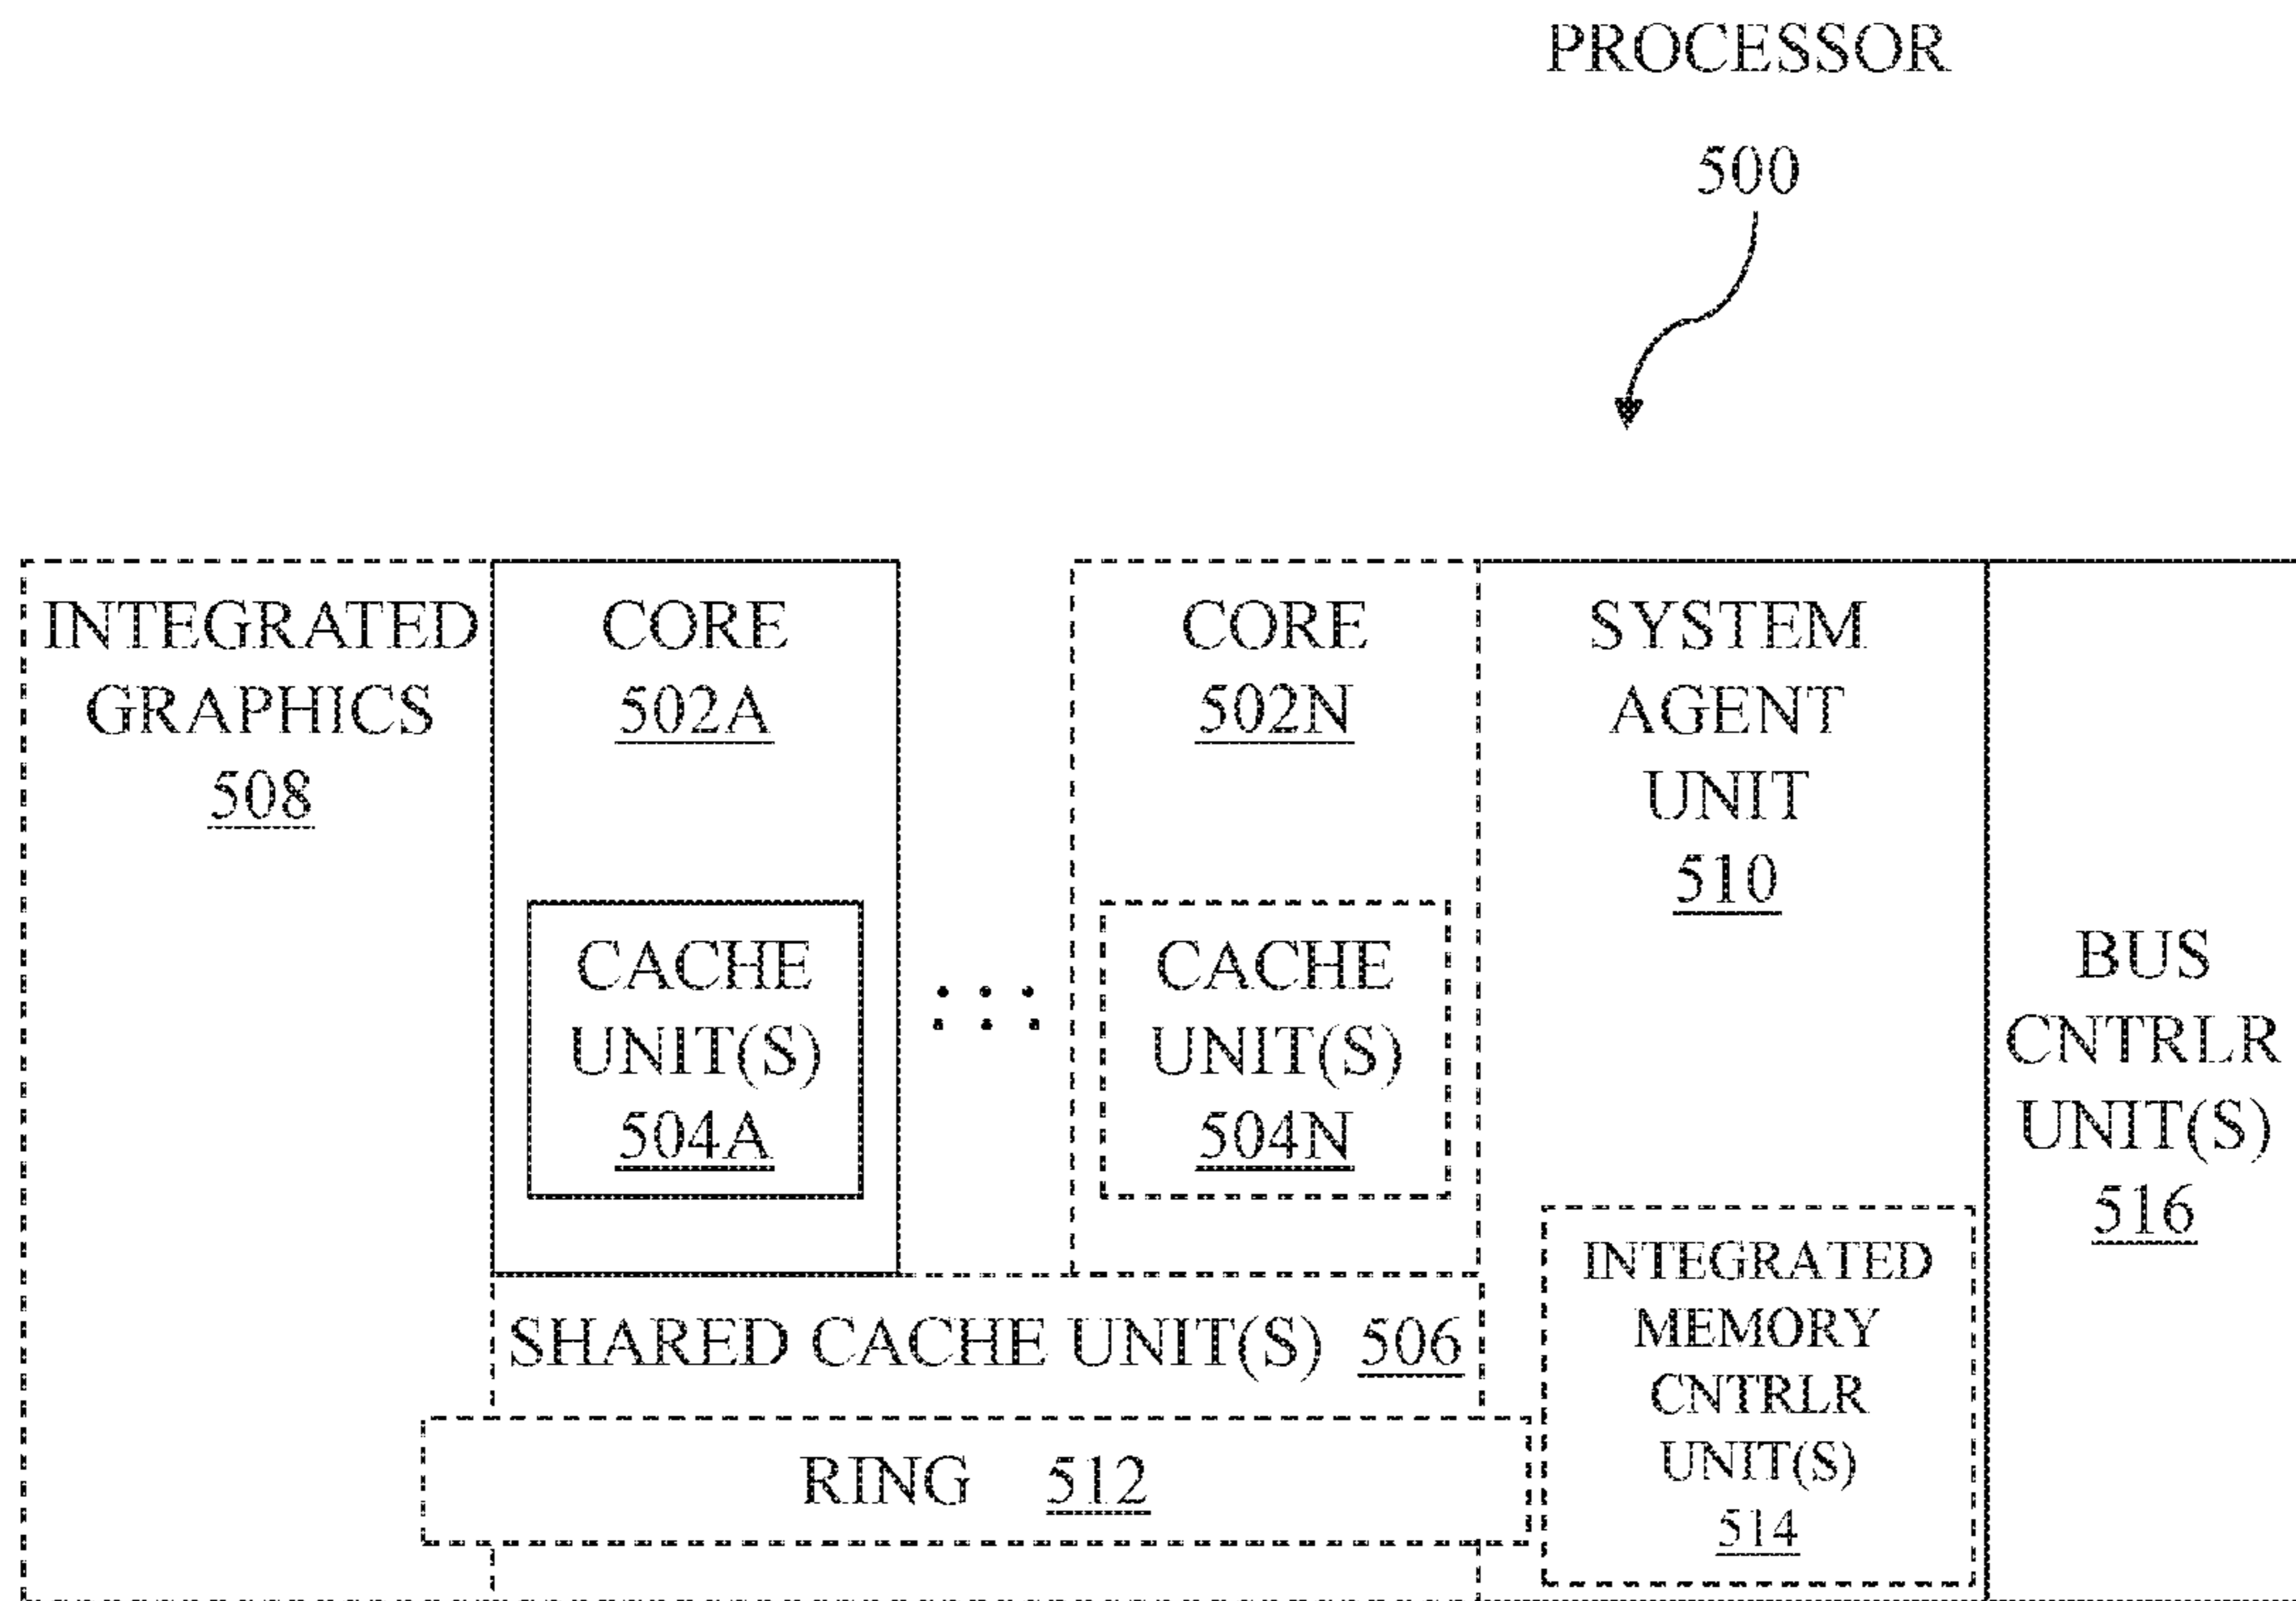 PROCESSOR
500
INTEGRATED
GRAPHICS
508
CORE
502A
CACHE
UNIT(S)
504A
CORE
502N
CACHE
UNIT(S)
504N
SYSTEM
AGENT
UNIT
510
INTEGRATED
MEMORY
CNTRLR
UNIT(S)
514
BUS
CNTRLR
UNIT(S)
516
SHARED CACHE UNIT(S) 506
RING 512